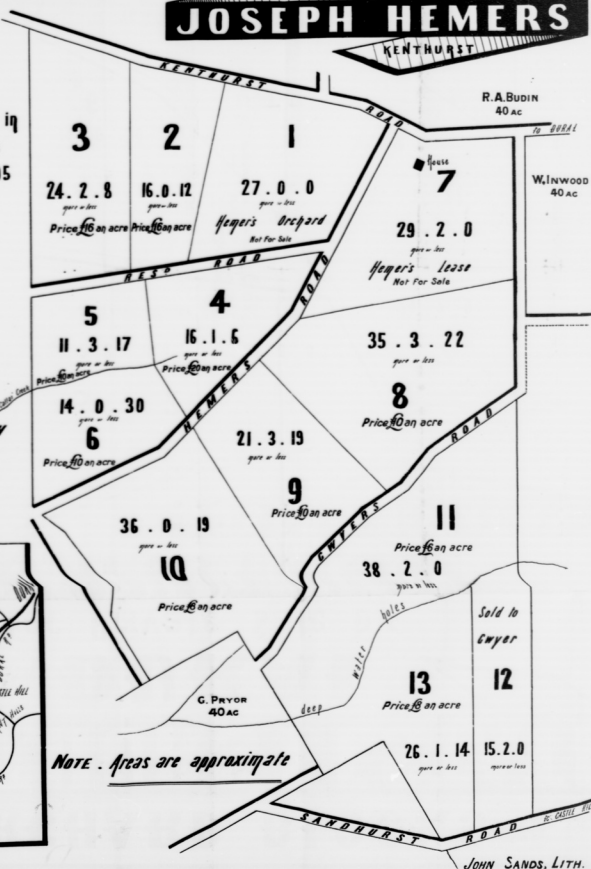 JOSEPH HEMERS
KENTHURST
KENTHURST ROAD
R.A. BUDIN
40 AC
to DURAL
W. INWOOD
40 AC
in
5
3
24.2.8
more or less
Price £16 an acre
2
16.0.12
more or less
Price £16 an acre
1
27.0.0
more or less
Hemer's Orchard
Not For Sale
House
7
29.2.0
more or less
Hemer's Lease
Not For Sale
RESD ROAD
5
11.3.17
more or less
Price £10 an acre
4
16.1.6
more or less
Price £20 an acre
HEMERS ROAD
35.3.22
more or less
8
Price £10 an acre
14.0.30
more or less
6
Price £10 an acre
21.3.19
more or less
9
Price £10 an acre
GWYERS ROAD
36.0.19
more or less
10
Price £6 an acre
11
Price £6 an acre
38.2.0
more or less
deep water holes
Sold to
Gwyer
12
15.2.0
more or less
13
Price £8 an acre
26.1.14
more or less
G. PRYOR
40 AC
NOTE. Areas are approximate
SANDHURST ROAD
JOHN SANDS, LITH.